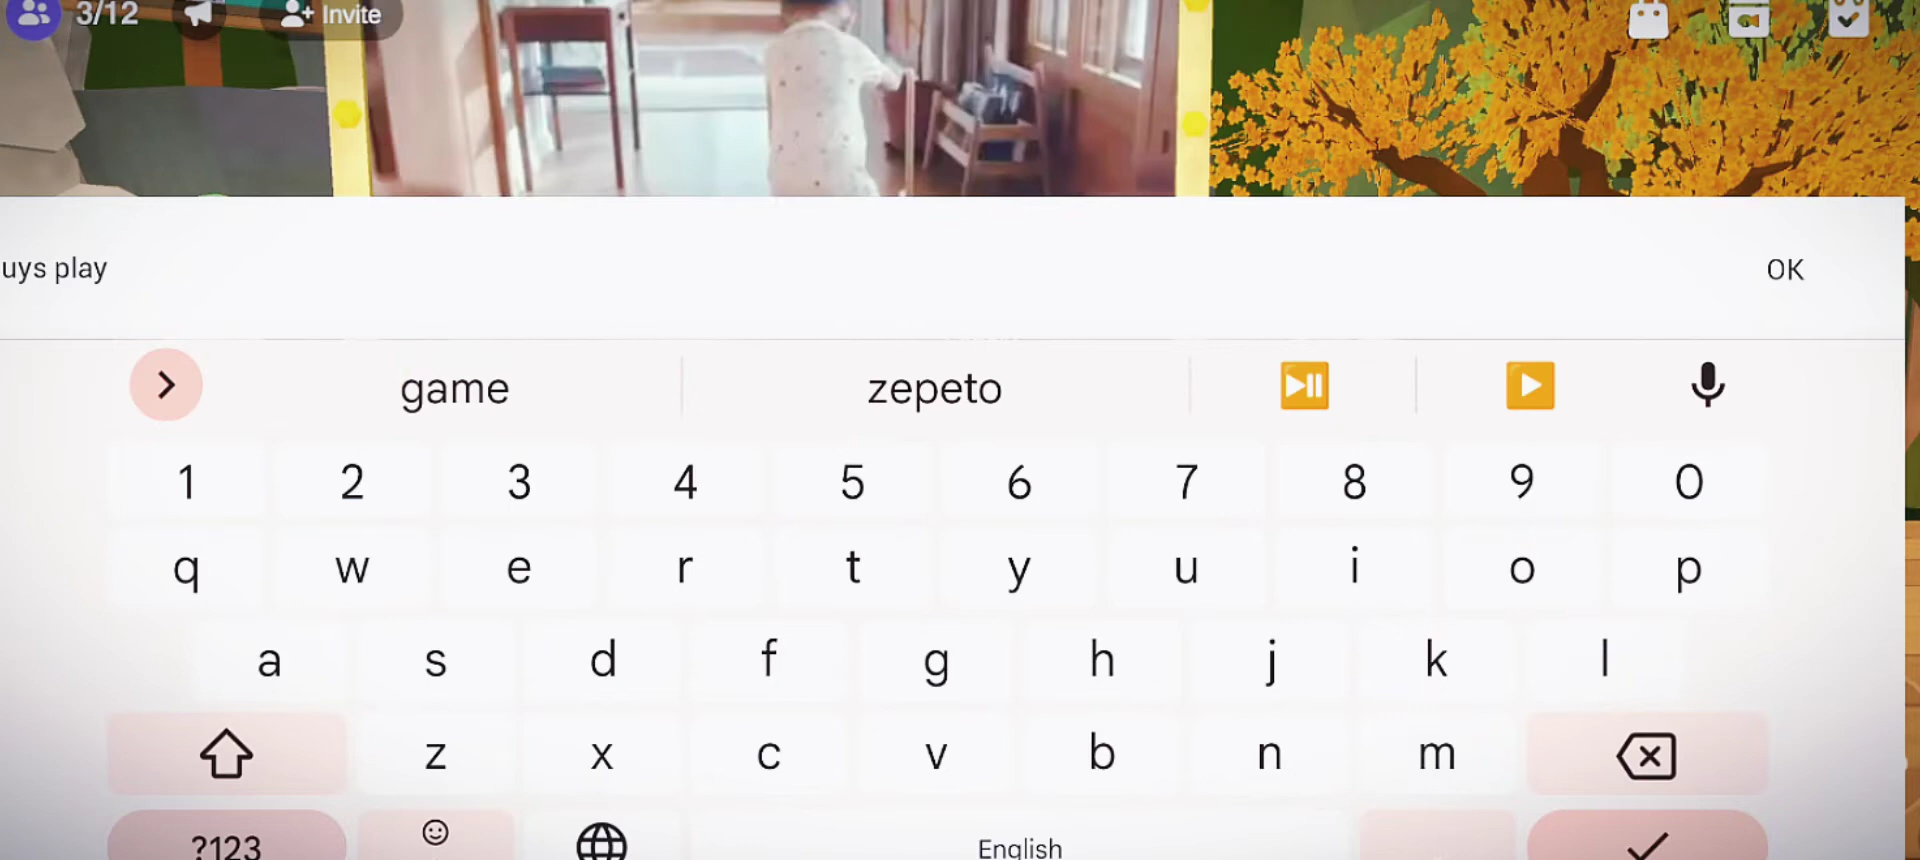 3/12 Invite
uys play OK
game zepeto
1 2 3 4 5 6 7 8 9 0
q w e r t y u i o p
a s d f g h j k l
z x c v b n m
?123 English